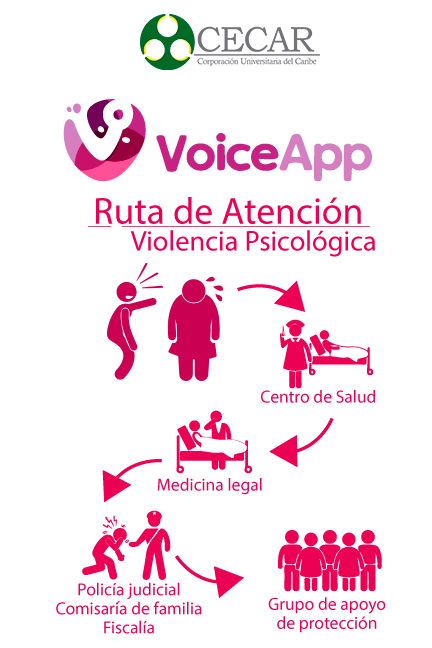 CECAR
Corporación Universitaria del Caribe
VoiceApp
Ruta de Atención
Violencia Psicológica
Centro de Salud
Medicina legal
Policía judicial
Comisaría de familia
Fiscalía
Grupo de apoyo
de protección